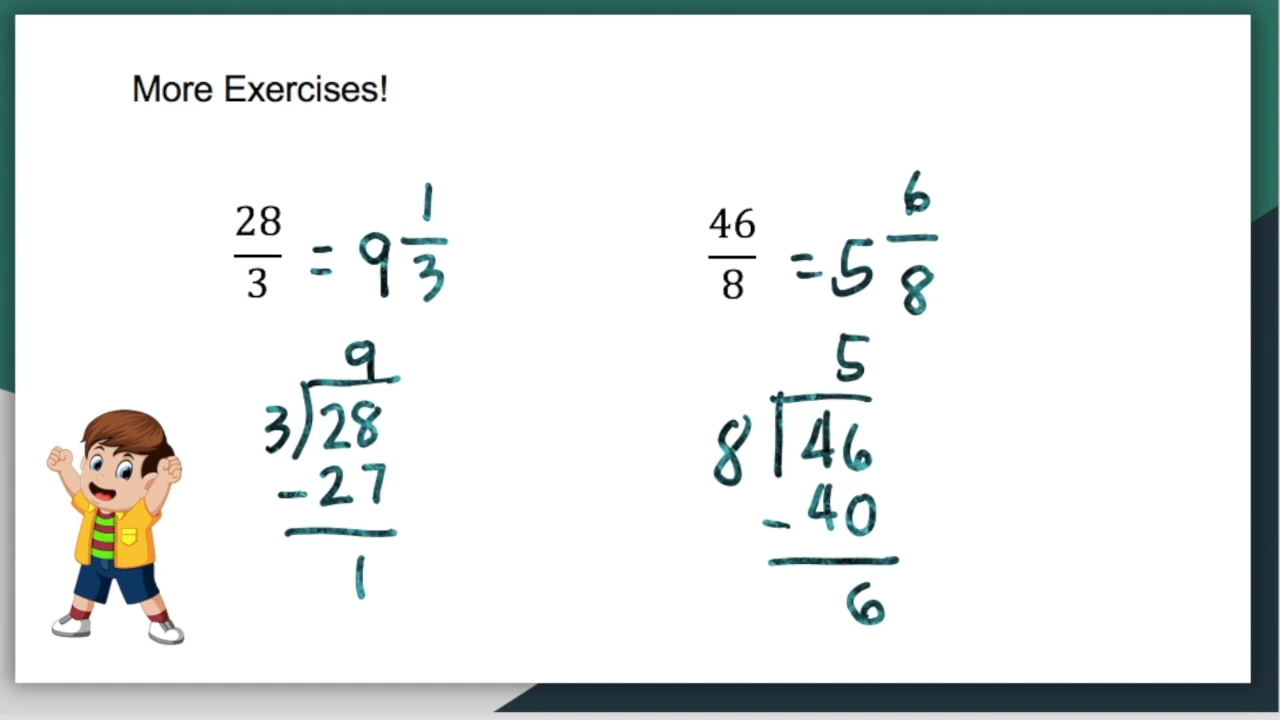 More Exercises!
28/3 = 9 1/3
9
3)28
-27
1
46/8 = 5 6/8
5
8)46
-40
6